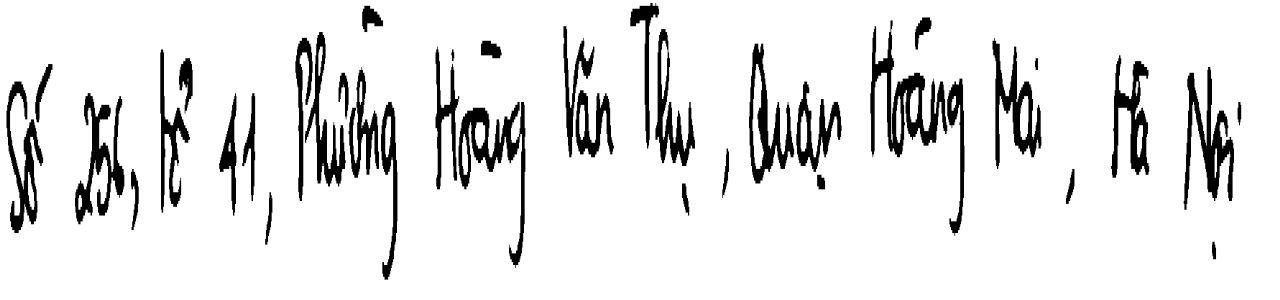 Số 256, tổ 41, Phường Hoàng Văn Thụ, Quận Hoàng Mai, Hà Nội